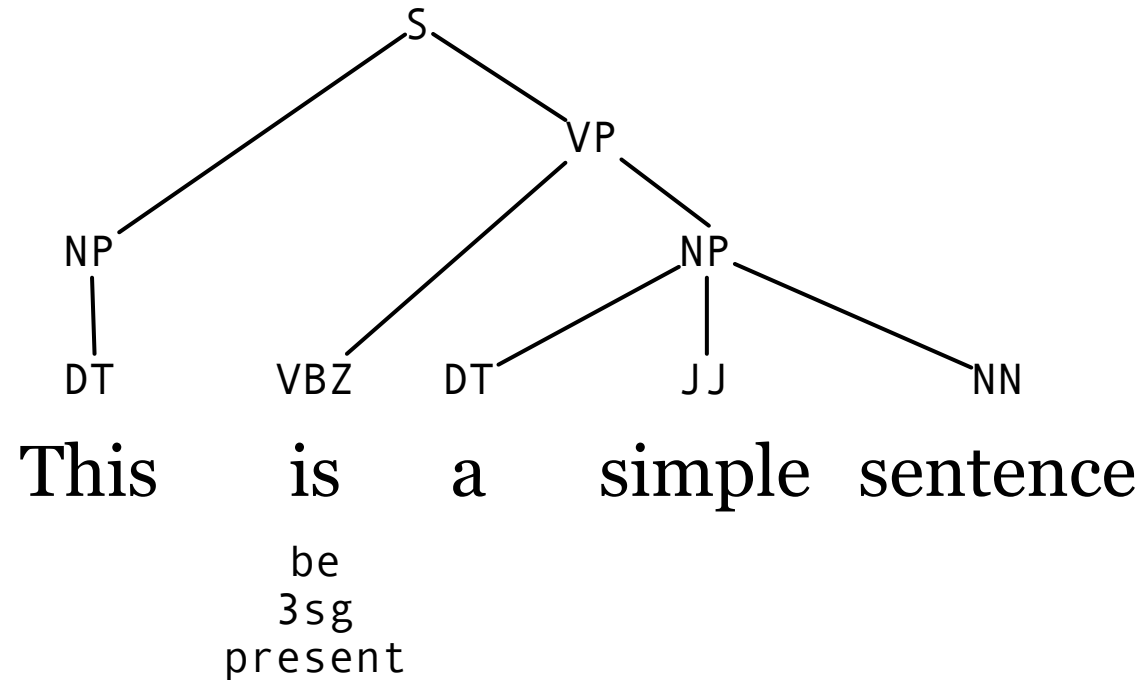 S
VP
NP NP
DT VBZ DT JJ NN
This is a simple sentence
be
3sg
present